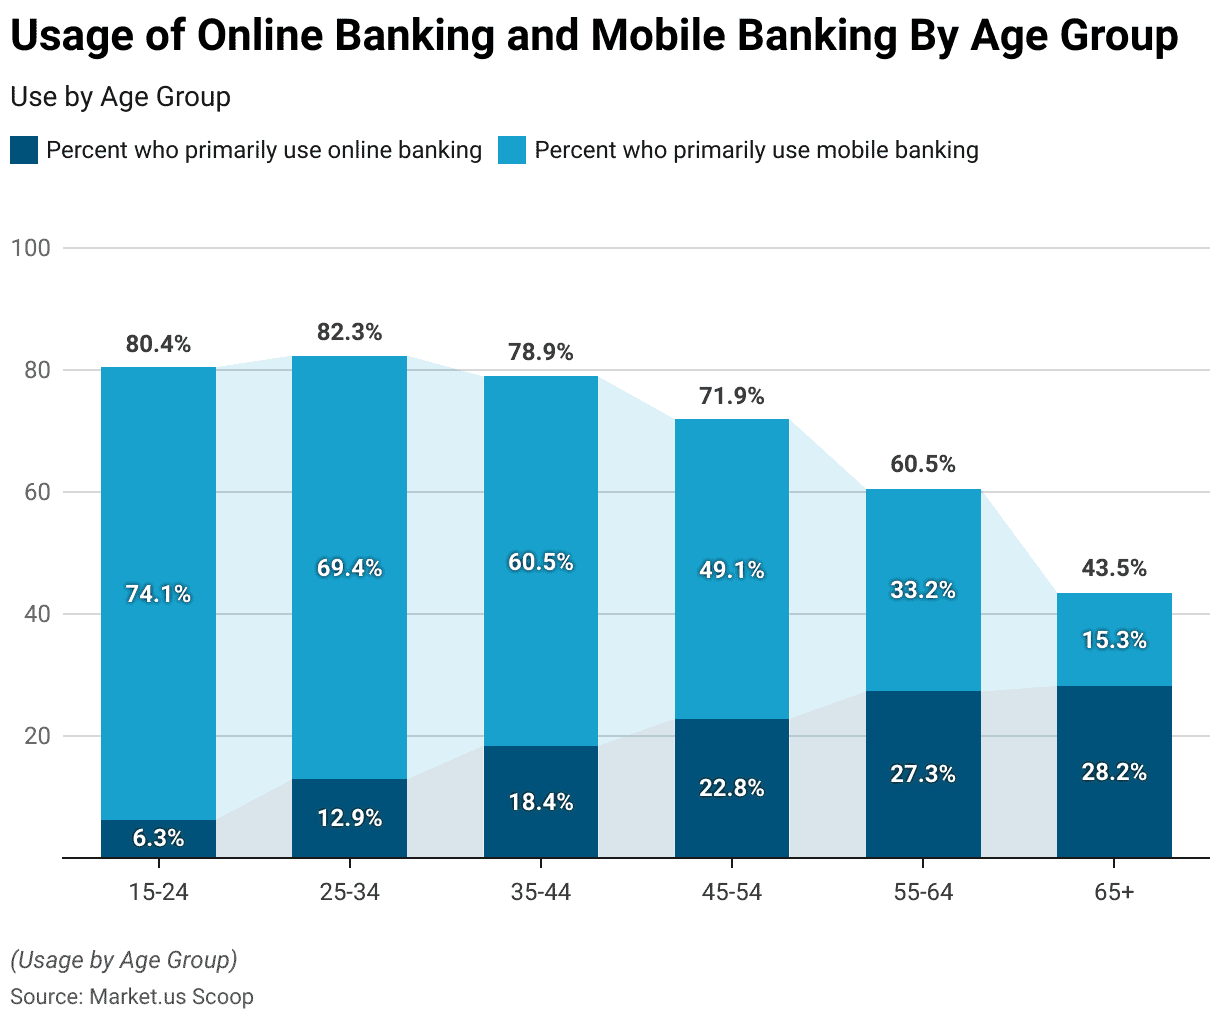 Usage of Online Banking and Mobile Banking By Age Group
Use by Age Group
Percent who primarily use online banking Percent who primarily use mobile banking
100
80
60
40
20
80.4% 82.3% 78.9% 71.9% 60.5% 43.5%
74.1% 69.4% 60.5% 49.1% 33.2% 15.3%
6.3% 12.9% 18.4% 22.8% 27.3% 28.2%
15-24 25-34 35-44 45-54 55-64 65+
(Usage by Age Group)
Source: Market.us Scoop